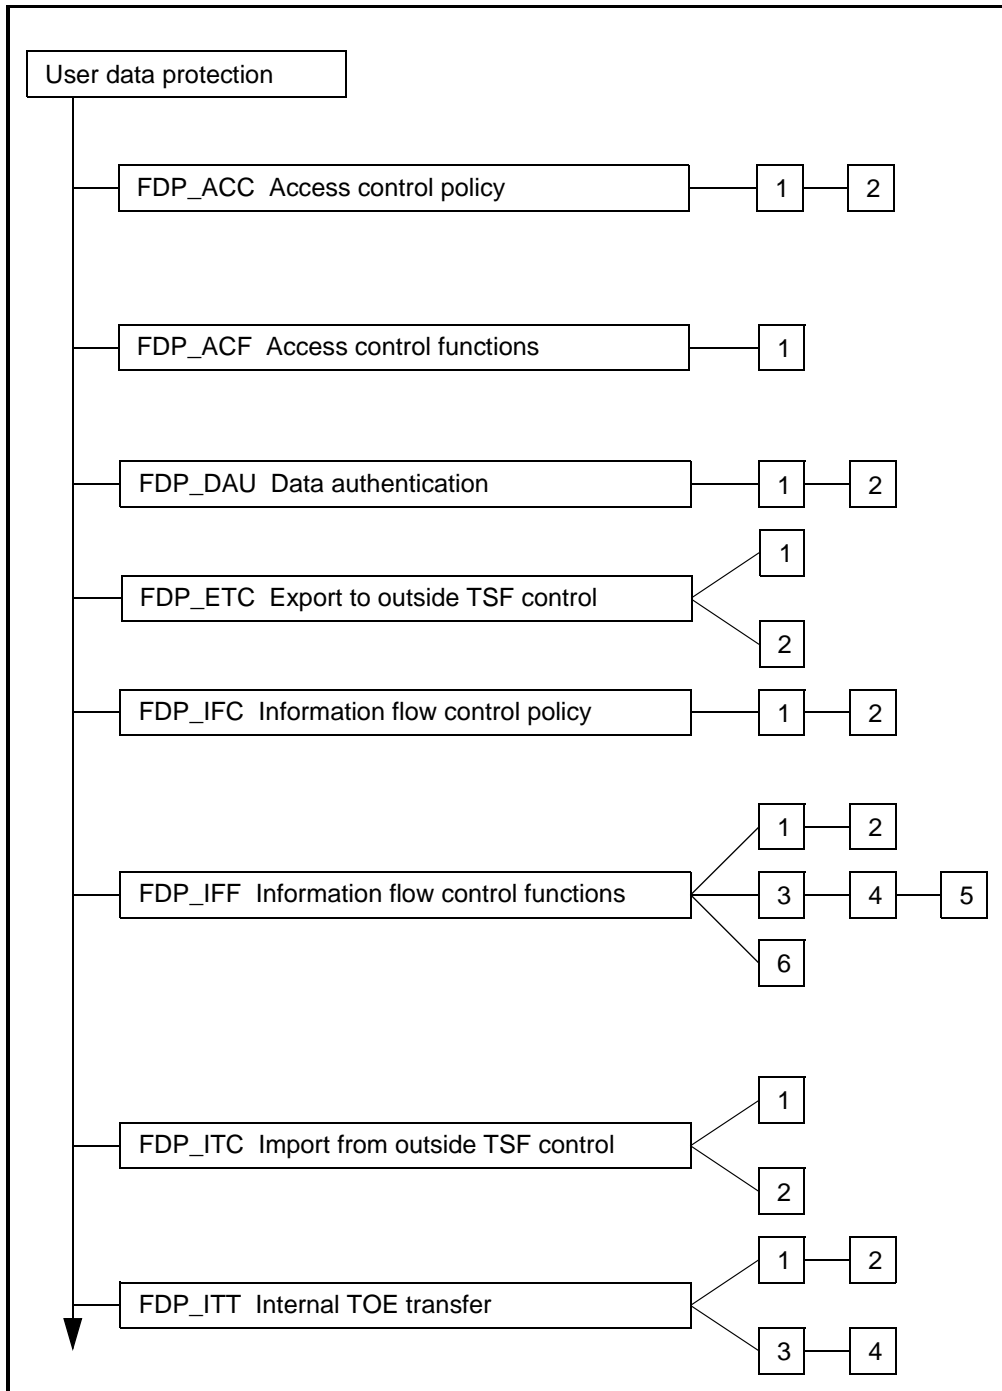 User data protection
FDP_ACC Access control policy 1 2
FDP_ACF Access control functions 1
FDP_DAU Data authentication 1 2
1
FDP_ETC Export to outside TSF control
2
FDP_IFC Information flow control policy 1 2
1 2
FDP_IFF Information flow control functions 3 4 5
6
1
FDP_ITC Import from outside TSF control
2
1 2
FDP_ITT Internal TOE transfer
3 4